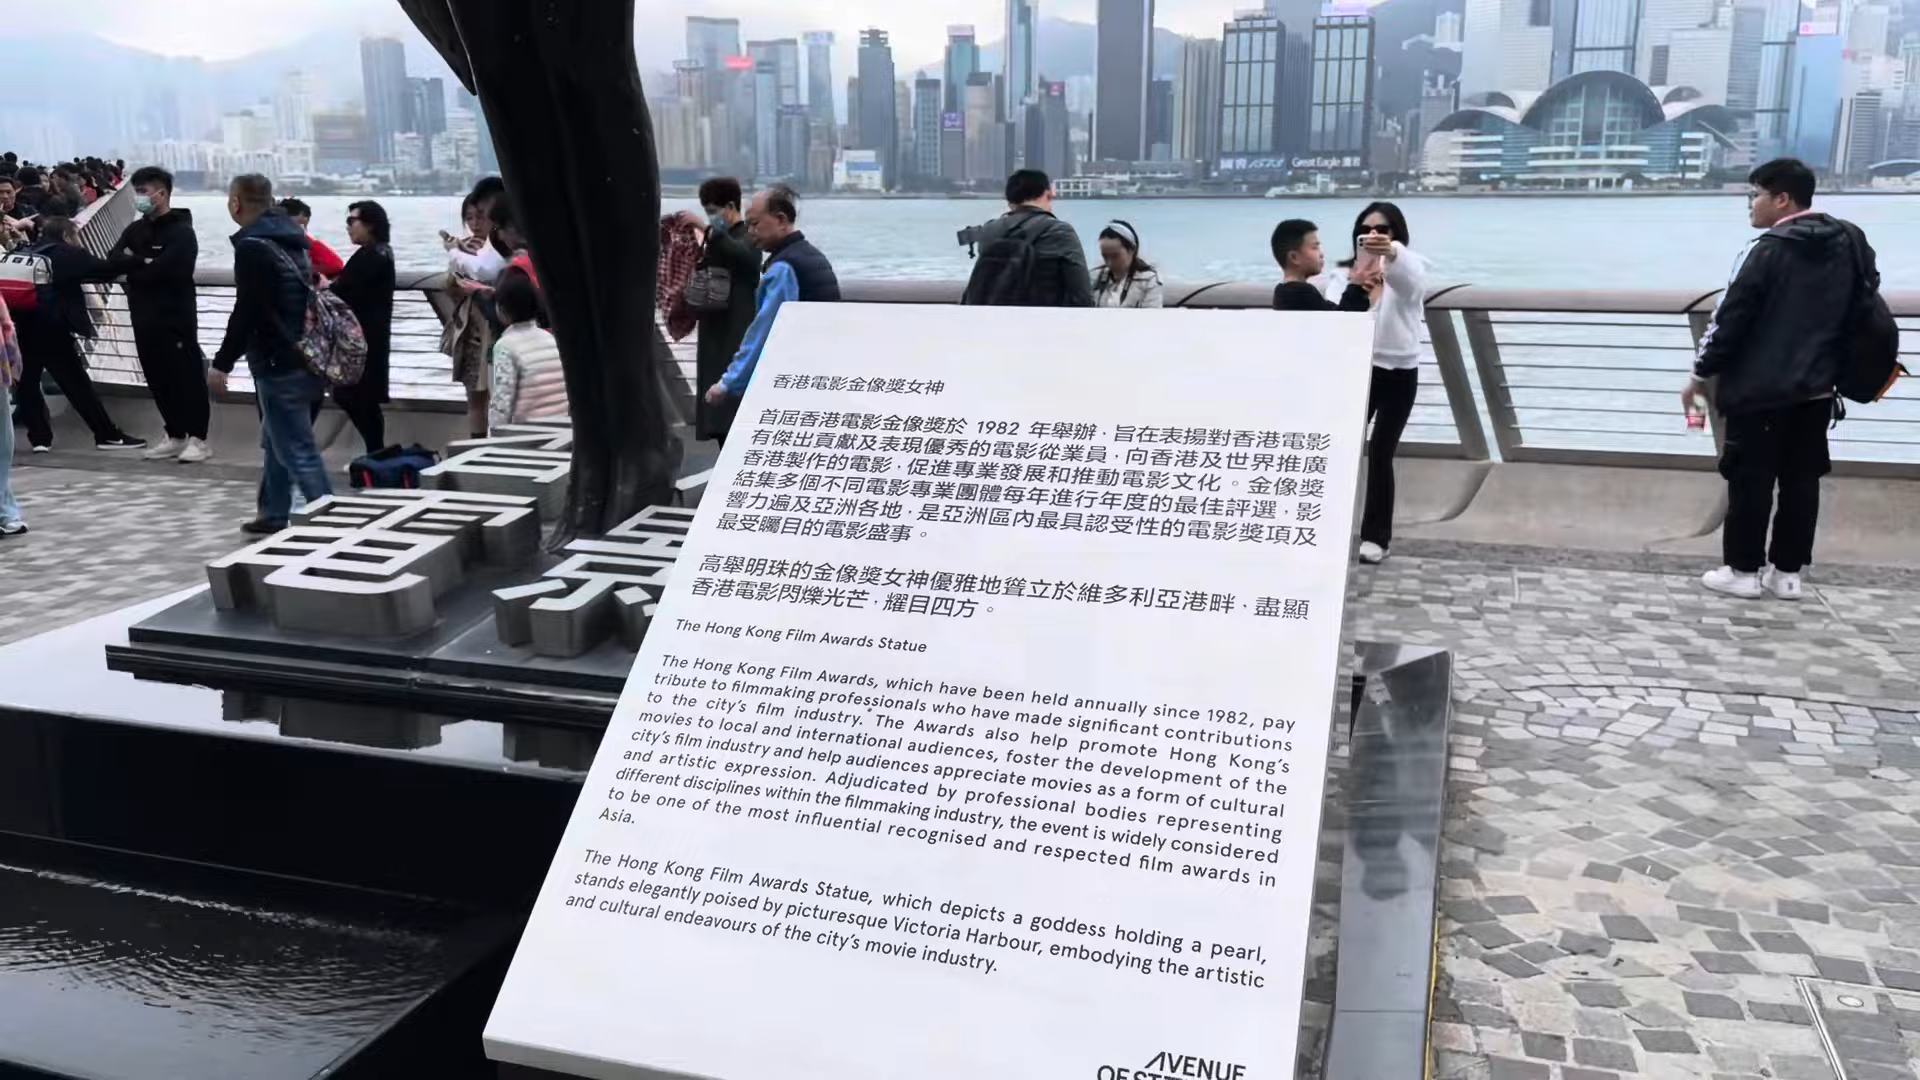 國衛 AXA
Great Eagle 鷹君
電影
香港電影金像獎女神
首屆香港電影金像獎於 1982 年舉辦，旨在表揚對香港電影
有傑出貢獻及表現優秀的電影從業員，向香港及世界推廣
香港製作的電影，促進專業發展和推動電影文化。金像獎
結集多個不同電影專業團體每年進行年度的最佳評選，影
響力遍及亞洲各地，是亞洲區內最具認受性的電影獎項及
最受矚目的電影盛事。
高舉明珠的金像獎女神優雅地聳立於維多利亞港畔，盡顯
香港電影閃爍光芒，耀目四方。
The Hong Kong Film Awards Statue
The Hong Kong Film Awards, which have been held annually since 1982, pay
tribute to filmmaking professionals who have made significant contributions
to the city's film industry. The Awards also help promote Hong Kong's
movies to local and international audiences, foster the development of the
city's film industry and help audiences appreciate movies as a form of cultural
and artistic expression. Adjudicated by professional bodies representing
different disciplines within the filmmaking industry, the event is widely considered
to be one of the most influential recognised and respected film awards in
Asia.
The Hong Kong Film Awards Statue, which depicts a goddess holding a pearl,
stands elegantly poised by picturesque Victoria Harbour, embodying the artistic
and cultural endeavours of the city's movie industry.
AVENUE
OF